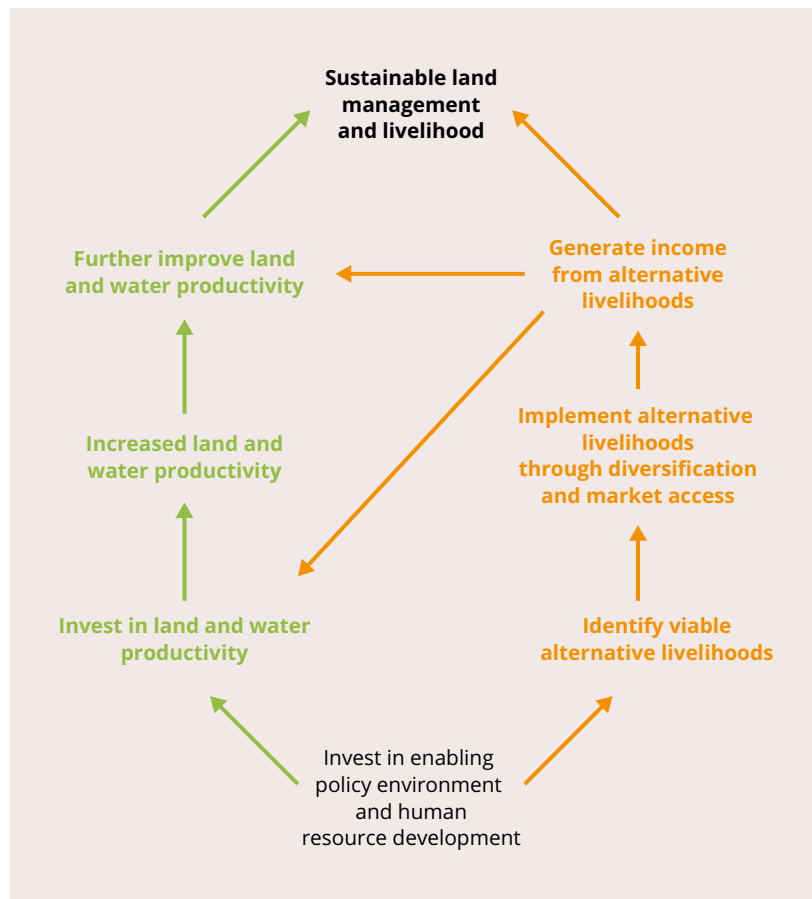 Sustainable land
management
and livelihood
Further improve land
and water productivity
Generate income
from alternative
livelihoods
Increased land and
water productivity
Implement alternative
livelihoods
through diversification
and market access
Invest in land and water
productivity
Identify viable
alternative livelihoods
Invest in enabling
policy environment
and human
resource development